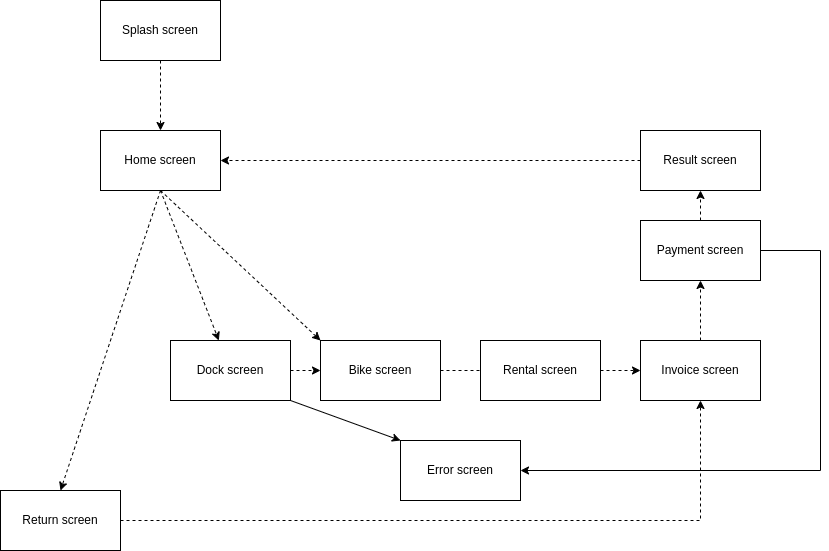 Splash screen
Home screen
Result screen
Payment screen
Dock screen
Bike screen
Rental screen
Invoice screen
Error screen
Return screen